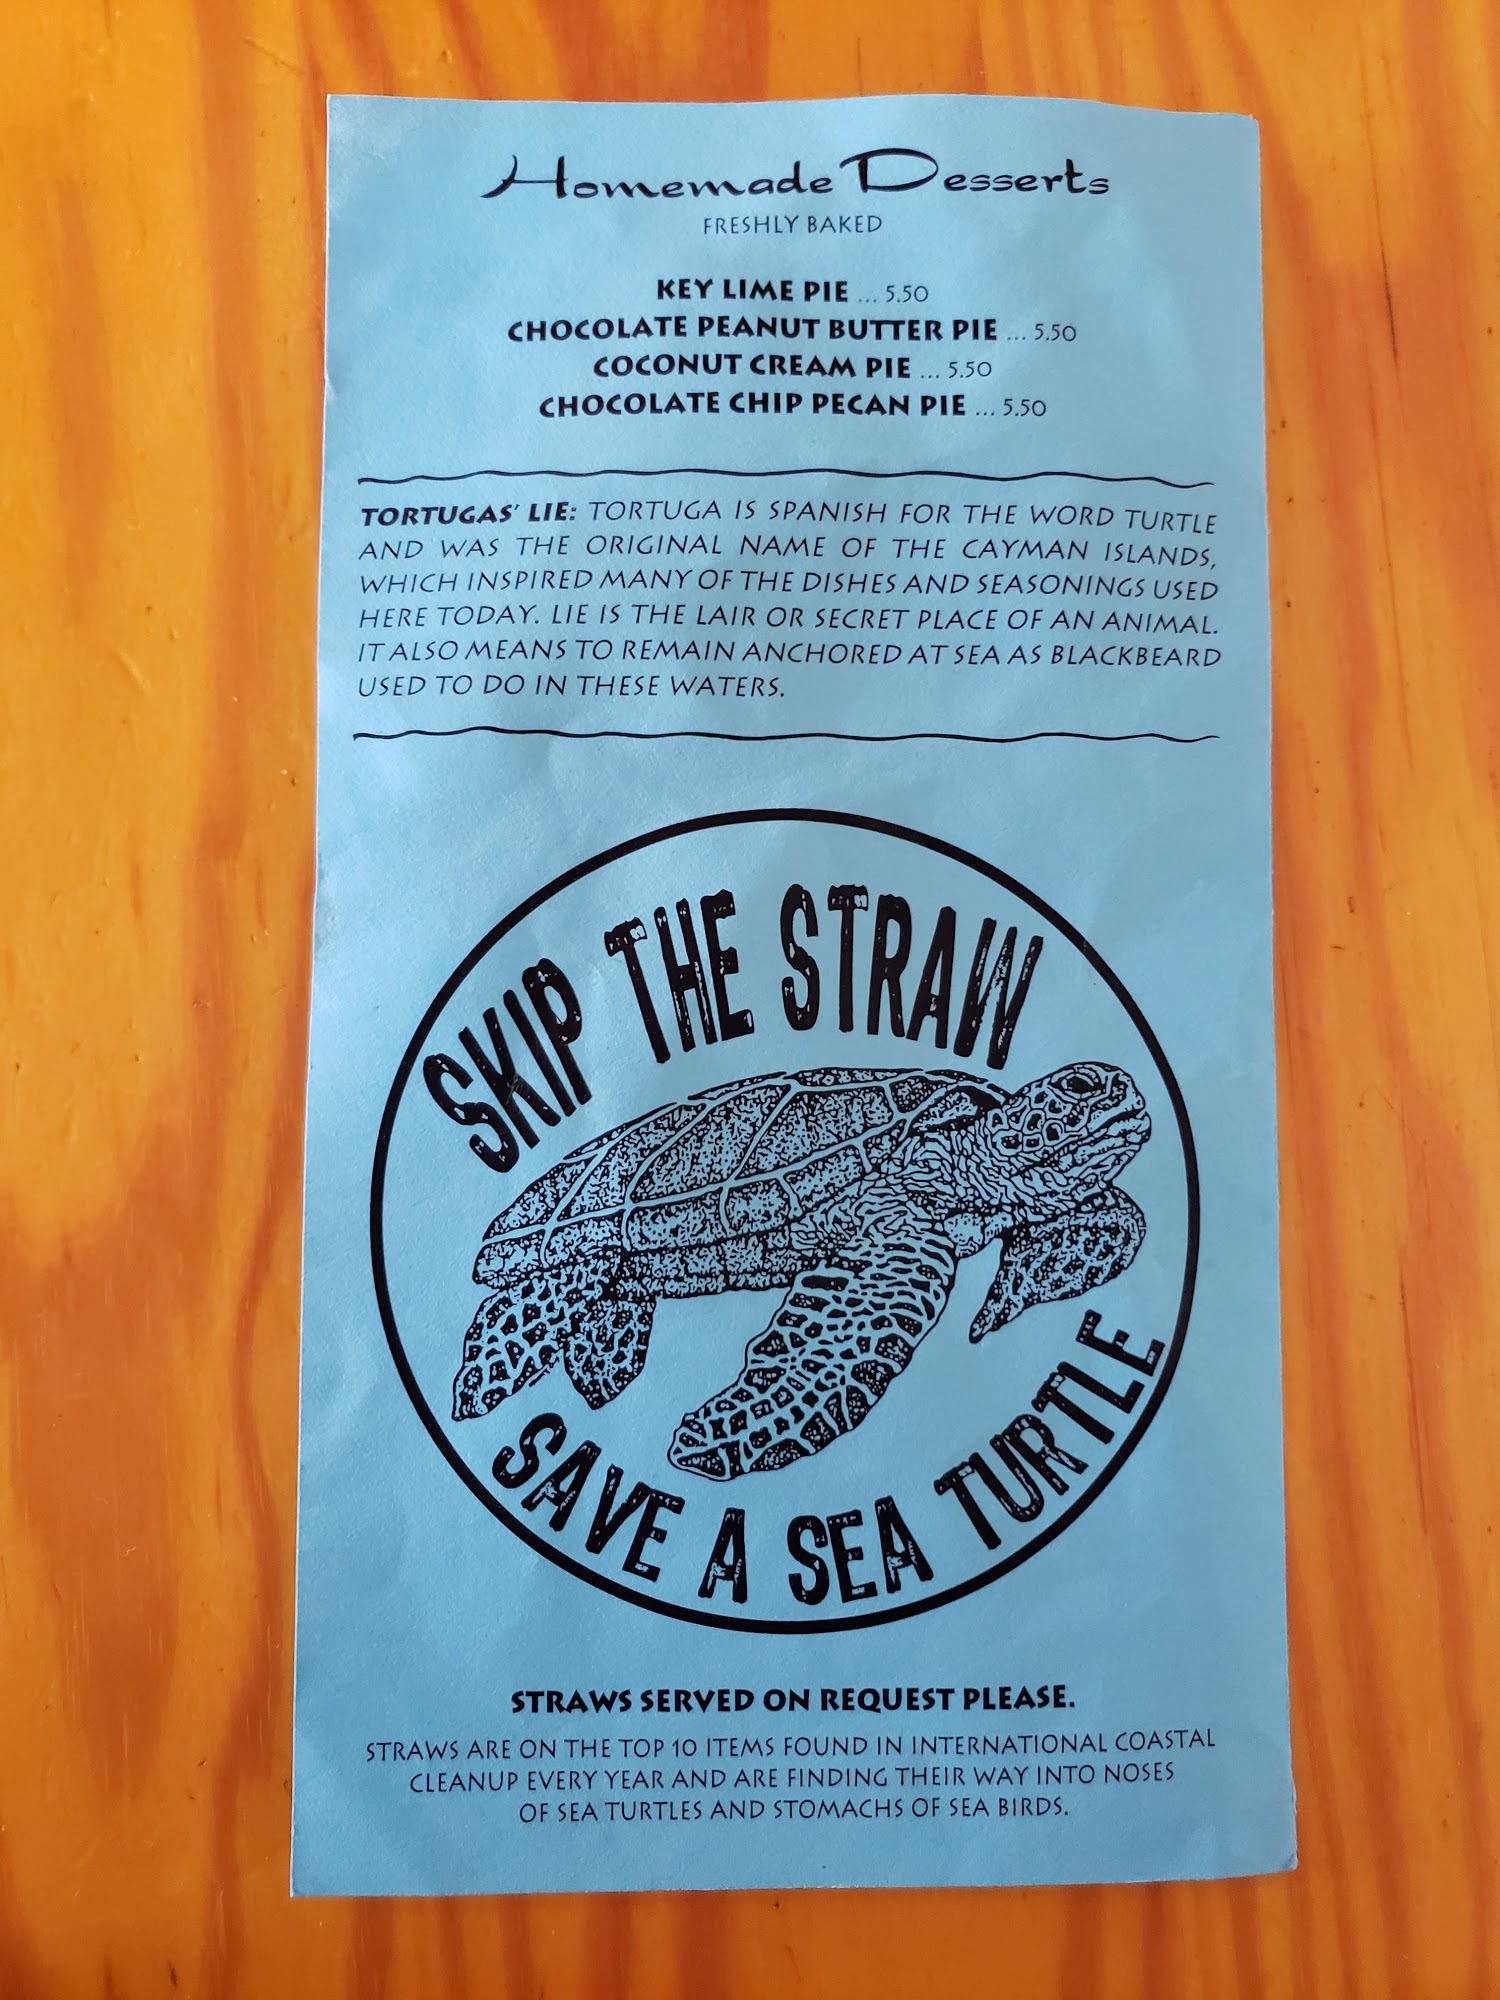 Homemade Desserts
FRESHLY BAKED
KEY LIME PIE ... 5.50
CHOCOLATE PEANUT BUTTER PIE ... 5.50
COCONUT CREAM PIE ... 5.50
CHOCOLATE CHIP PECAN PIE ... 5.50
TORTUGAS' LIE: TORTUGA IS SPANISH FOR THE WORD TURTLE
AND WAS THE ORIGINAL NAME OF THE CAYMAN ISLANDS,
WHICH INSPIRED MANY OF THE DISHES AND SEASONINGS USED
HERE TODAY. LIE IS THE LAIR OR SECRET PLACE OF AN ANIMAL.
IT ALSO MEANS TO REMAIN ANCHORED AT SEA AS BLACKBEARD
USED TO DO IN THESE WATERS.
SKIP THE STRAW
SAVE A SEA TURTLE
STRAWS SERVED ON REQUEST PLEASE.
STRAWS ARE ON THE TOP 10 ITEMS FOUND IN INTERNATIONAL COASTAL
CLEANUP EVERY YEAR AND ARE FINDING THEIR WAY INTO NOSES
OF SEA TURTLES AND STOMACHS OF SEA BIRDS.